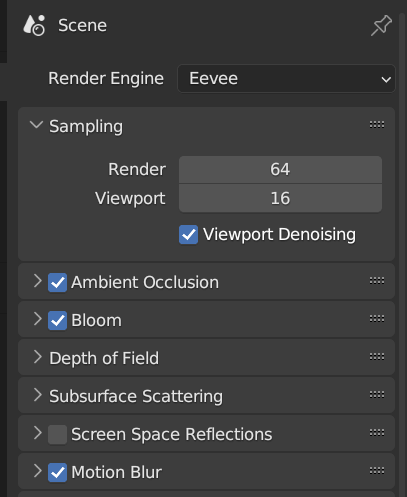 Scene
Render Engine Eevee
Sampling
Render 64
Viewport 16
Viewport Denoising
Ambient Occlusion
Bloom
Depth of Field
Subsurface Scattering
Screen Space Reflections
Motion Blur